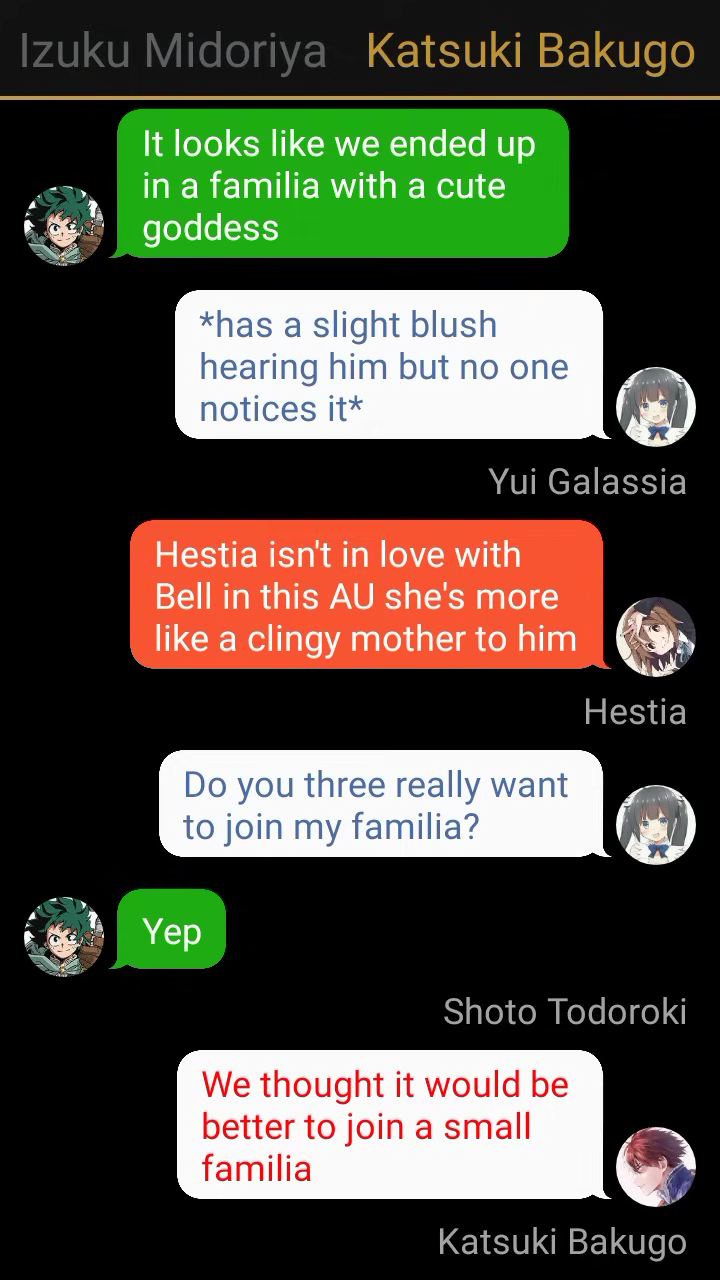 Izuku Midoriya Katsuki Bakugo
It looks like we ended up
in a familia with a cute
goddess
*has a slight blush
hearing him but no one
notices it*
Yui Galassia
Hestia isn't in love with
Bell in this AU she's more
like a clingy mother to him
Hestia
Do you three really want
to join my familia?
Yep
Shoto Todoroki
We thought it would be
better to join a small
familia
Katsuki Bakugo